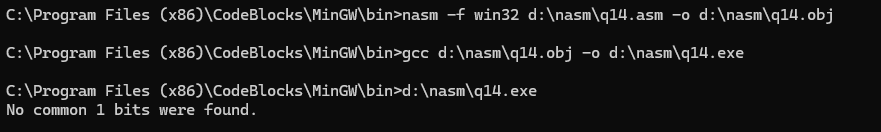 C:\Program Files (x86)\CodeBlocks\MinGW\bin>nasm -f win32 d:\nasm\q14.asm -o d:\nasm\q14.obj
C:\Program Files (x86)\CodeBlocks\MinGW\bin>gcc d:\nasm\q14.obj -o d:\nasm\q14.exe
C:\Program Files (x86)\CodeBlocks\MinGW\bin>d:\nasm\q14.exe
No common 1 bits were found.